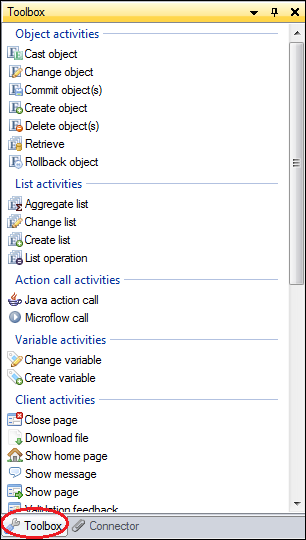 Toolbox
Object activities
Cast object
Change object
Commit object(s)
Create object
Delete object(s)
Retrieve
Rollback object
List activities
Aggregate list
Change list
Create list
List operation
Action call activities
Java action call
Microflow call
Variable activities
Change variable
Create variable
Client activities
Close page
Download file
Show home page
Show message
Show page
Validation feedback
Toolbox Connector